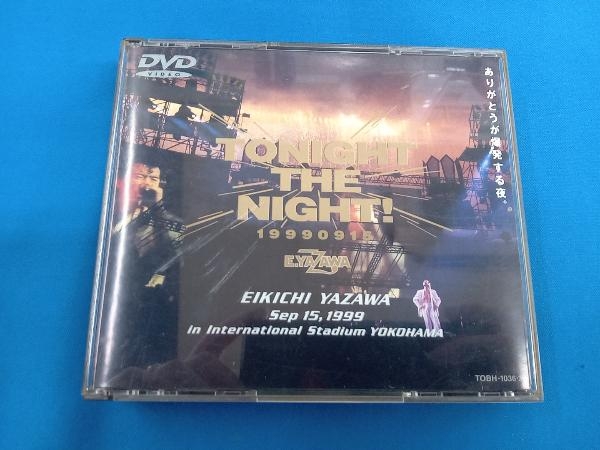 DVD
VIDEO
ありがとうが爆発する夜。
TONIGHT
THE
NIGHT!
19990915
E.YAZAWA
EIKICHI YAZAWA
Sep 15, 1999
in International Stadium YOKOHAMA